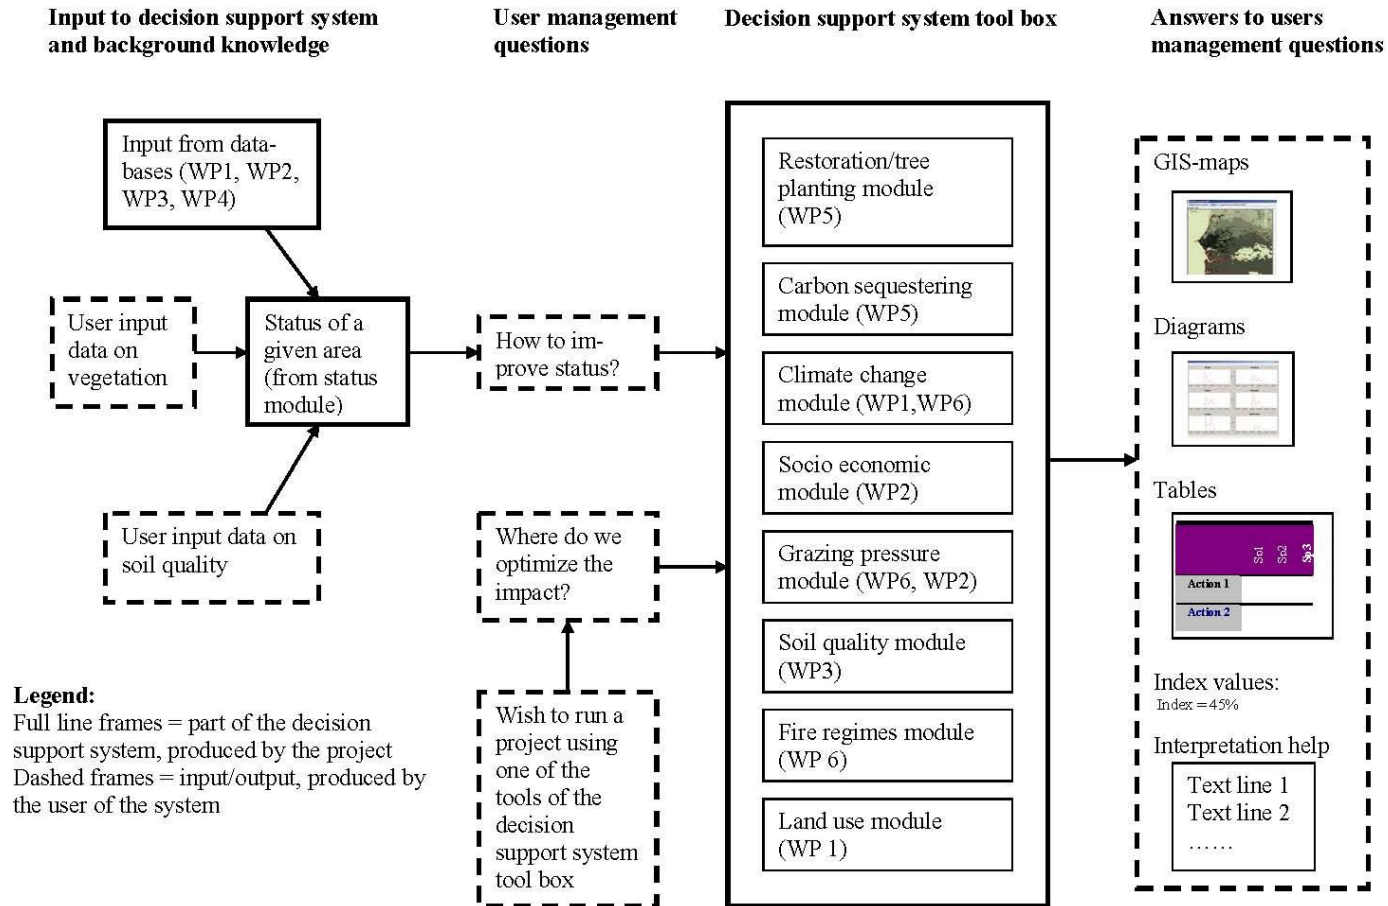 Input to decision support system
and background knowledge
User management
questions
Decision support system tool box
Answers to users
management questions
Input from data-
bases (WP1, WP2,
WP3, WP4)
User input
data on
vegetation
Status of a
given area
(from status
module)
User input data on
soil quality
How to im-
prove status?
Where do we
optimize the
impact?
Wish to run a
project using
one of the
tools of the
decision
support system
tool box
Restoration/tree
planting module
(WP5)
Carbon sequestering
module (WP5)
Climate change
module (WP1,WP6)
Socio economic
module (WP2)
Grazing pressure
module (WP6, WP2)
Soil quality module
(WP3)
Fire regimes module
(WP 6)
Land use module
(WP 1)
GIS-maps
Diagrams
Tables
Sn1
Sn2
Sp3
Action 1
Action 2
Index values:
Index = 45%
Interpretation help
Text line 1
Text line 2
......
Legend:
Full line frames = part of the decision
support system, produced by the project
Dashed frames = input/output, produced by
the user of the system